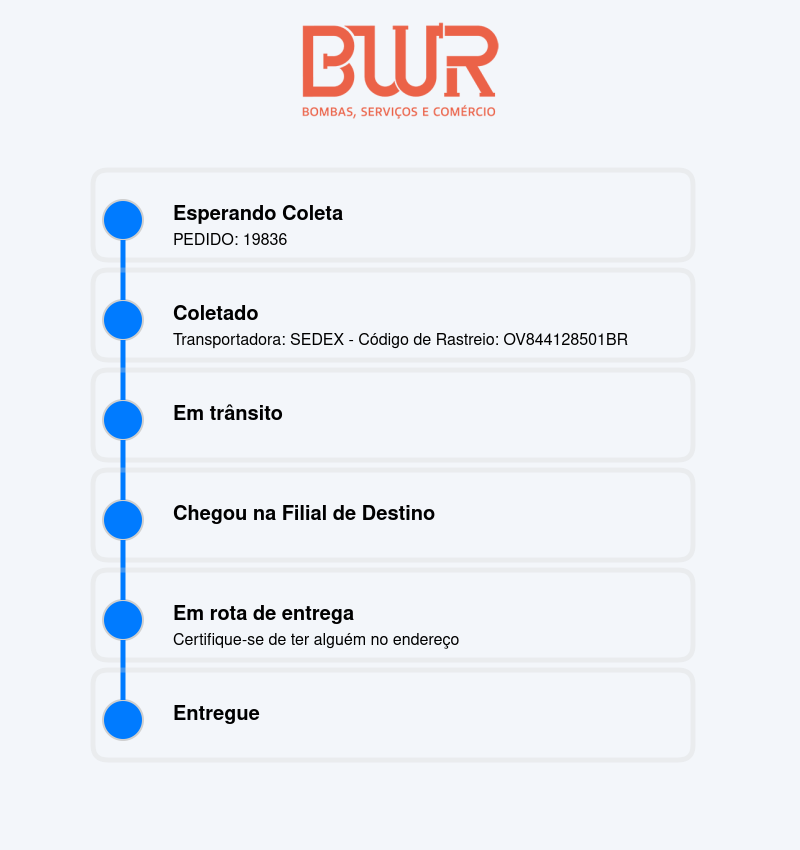 BWR
BOMBAS, SERVIÇOS E COMÉRCIO
Esperando Coleta
PEDIDO: 19836
Coletado
Transportadora: SEDEX - Código de Rastreio: OV844128501BR
Em trânsito
Chegou na Filial de Destino
Em rota de entrega
Certifique-se de ter alguém no endereço
Entregue